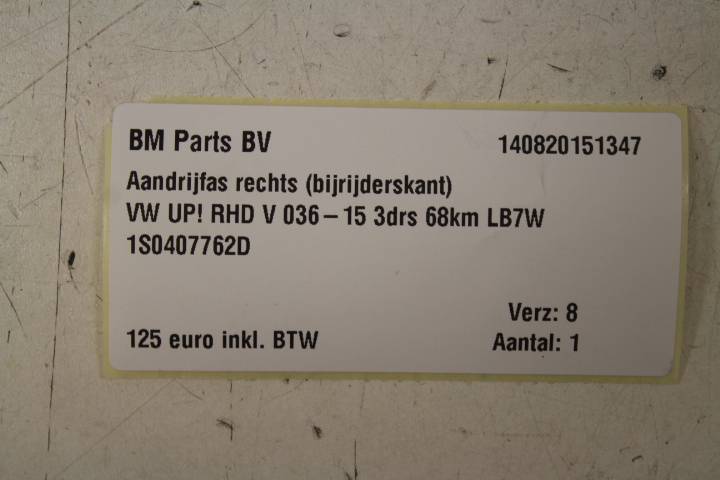 BM Parts BV 140820151347
Aandrijfas rechts (bijrijderskant)
VW UP! RHD V 036–15 3drs 68km LB7W
1S0407762D
Verz: 8
125 euro inkl. BTW Aantal: 1